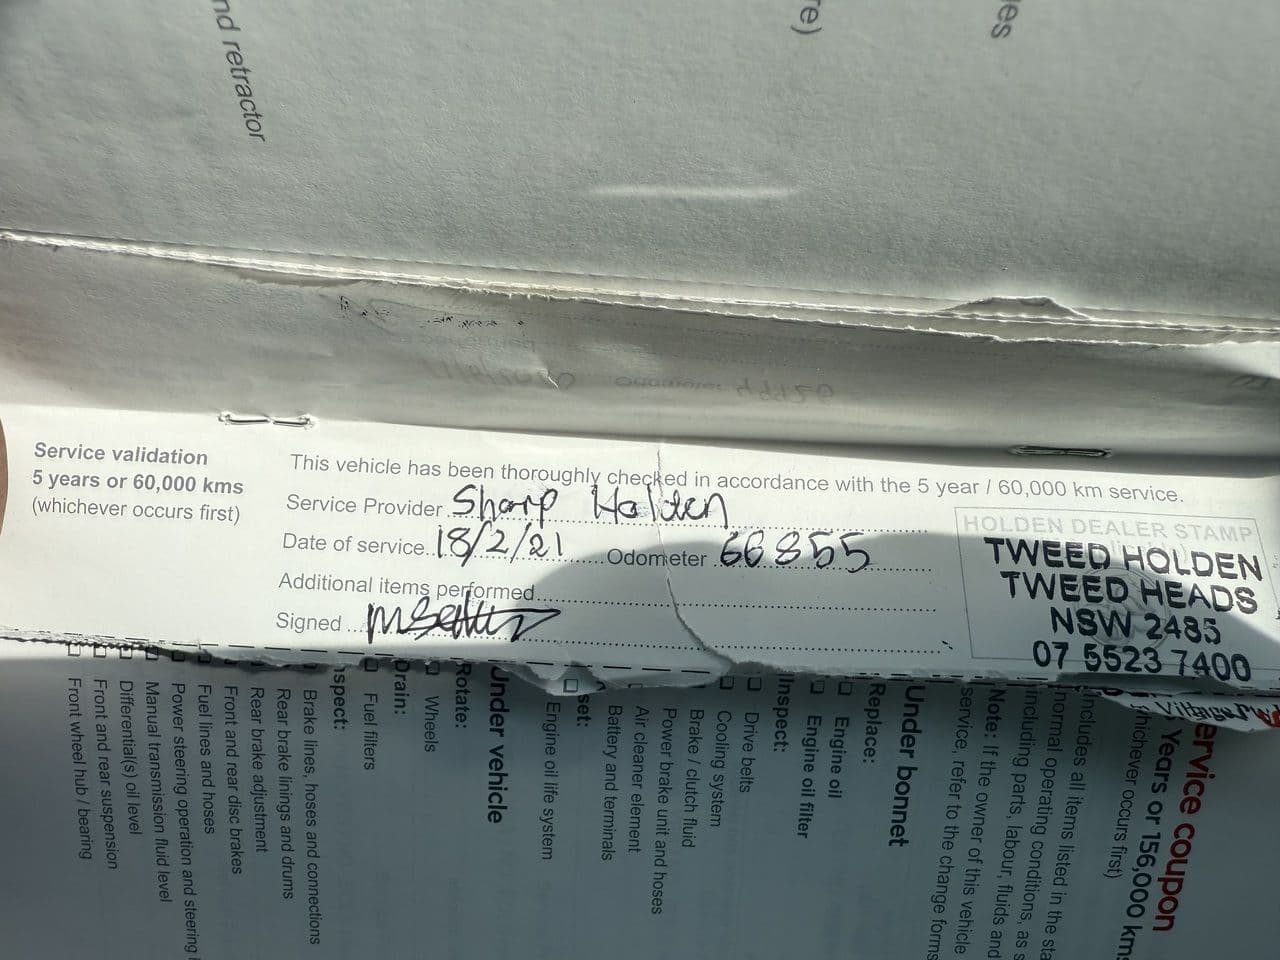 nd retractor
re)
es
Service validation
5 years or 60,000 kms
(whichever occurs first)
This vehicle has been thoroughly checked in accordance with the 5 year / 60,000 km service.
Service Provider Sharp Holden
Date of service 18/2/21 Odometer 66855
Additional items performed
Signed
HOLDEN DEALER STAMP
TWEED HOLDEN
TWEED HEADS
NSW 2485
07 5523 7400
ervice coupon
Years or 156,000 kms
hichever occurs first)
ncludes all items listed in the sta
normal operating conditions, as s
including parts, labour, fluids and
Note: If the owner of this vehicle
service, refer to the change forms
Under bonnet
Replace:
Engine oil
Engine oil filter
Inspect:
Drive belts
Cooling system
Brake / clutch fluid
Power brake unit and hoses
Air cleaner element
Battery and terminals
set:
Engine oil life system
Under vehicle
Rotate:
Wheels
Drain:
Fuel filters
nspect:
Brake lines, hoses and connections
Rear brake linings and drums
Rear brake adjustment
Front and rear disc brakes
Fuel lines and hoses
Power steering operation and steering
Manual transmission fluid level
Differential(s) oil level
Front and rear suspension
Front wheel hub / bearing